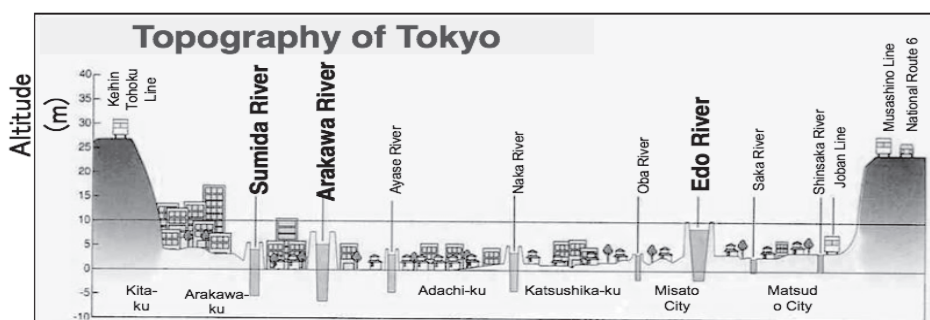 Topography of Tokyo
Altitude
(m)
40
35
30
25
20
15
10
5
0
-5
-10
Keihin
Tohoku
Line
Sumida River
Arakawa River
Ayase River
Naka River
Oba River
Edo River
Saka River
Shinsaka River
Joban Line
Musashino Line
National Route 6
Kita-
ku
Arakawa-
ku
Adachi-ku
Katsushika-ku
Misato
City
Matsud
o City